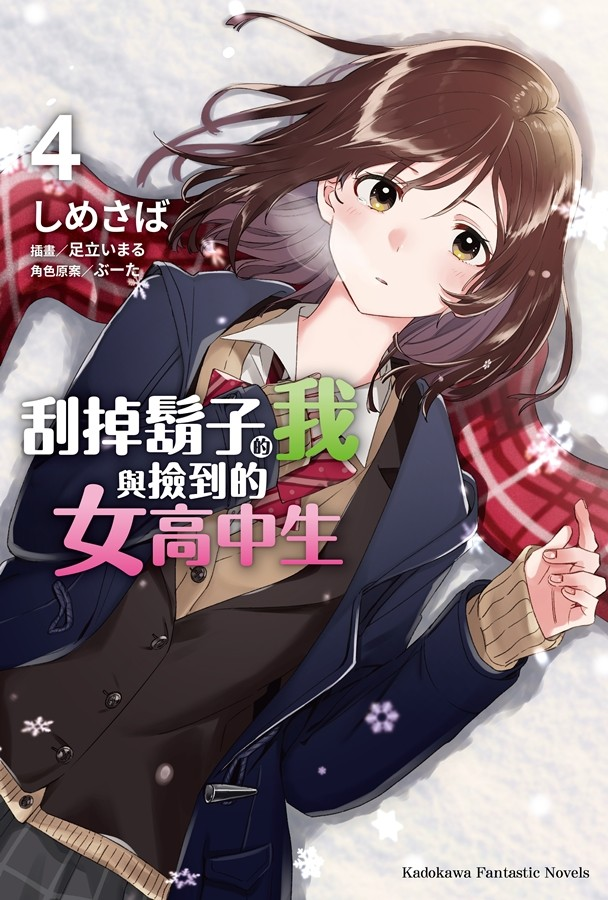 4
しめさば
插畫／足立いまる
角色原案／ぶーた
刮掉鬍子的我
與撿到的
女高中生
Kadokawa Fantastic Novels